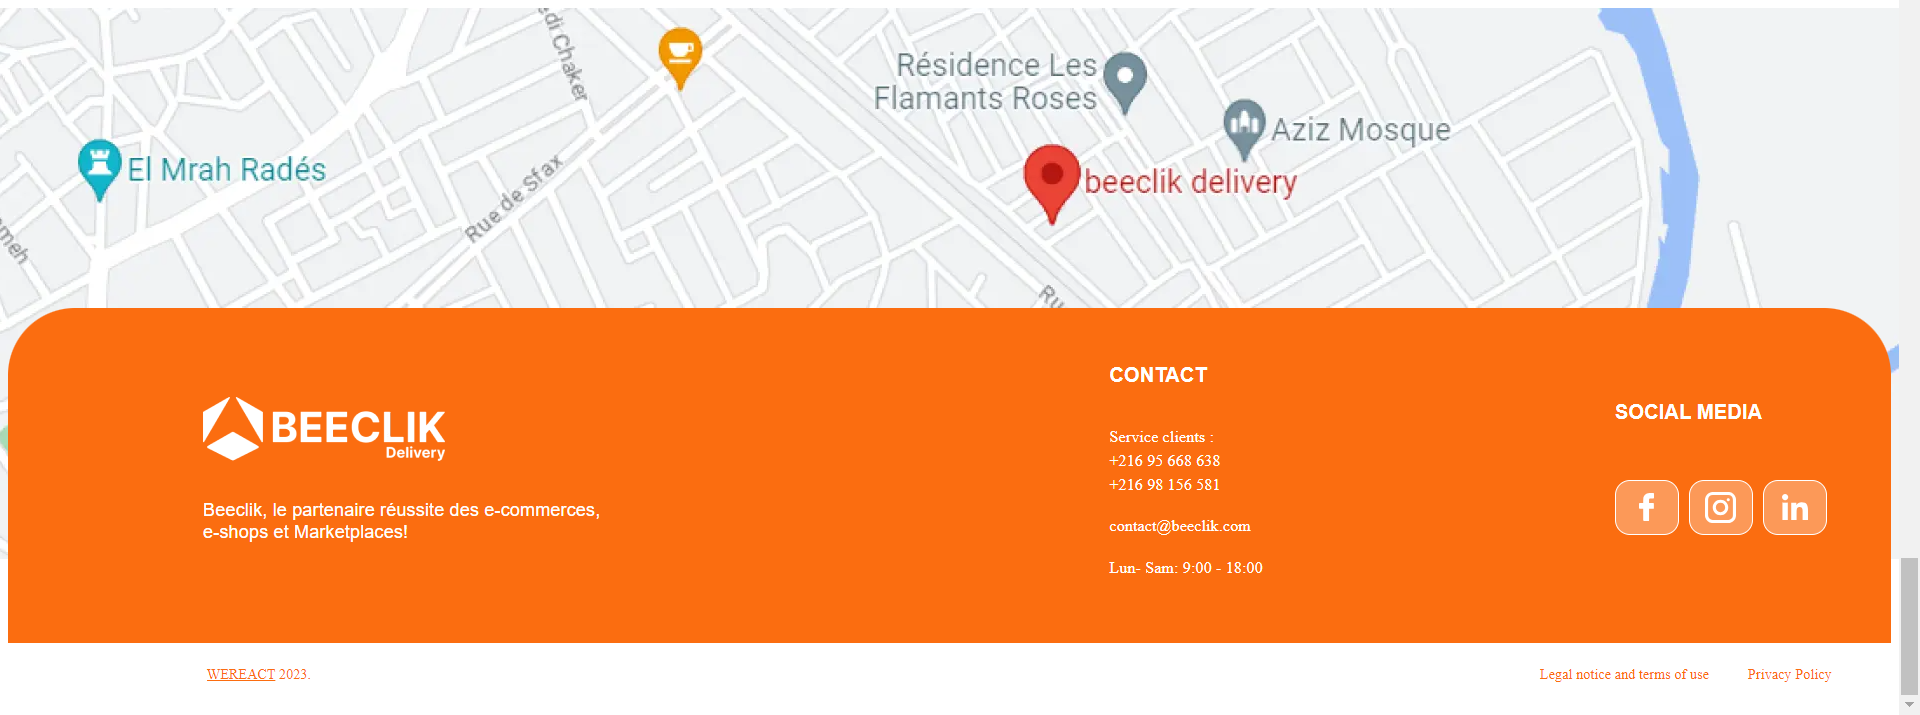 edi Chaker
Résidence Les
Flamants Roses
Aziz Mosque
El Mrah Radés
beeclik delivery
Rue de Sfax
meh
Ru
BEECLIK
Delivery
Beeclik, le partenaire réussite des e-commerces,
e-shops et Marketplaces!
CONTACT
Service clients :
+216 95 668 638
+216 98 156 581
contact@beeclik.com
Lun- Sam: 9:00 - 18:00
SOCIAL MEDIA
f
in
WEREACT 2023.
Legal notice and terms of use
Privacy Policy